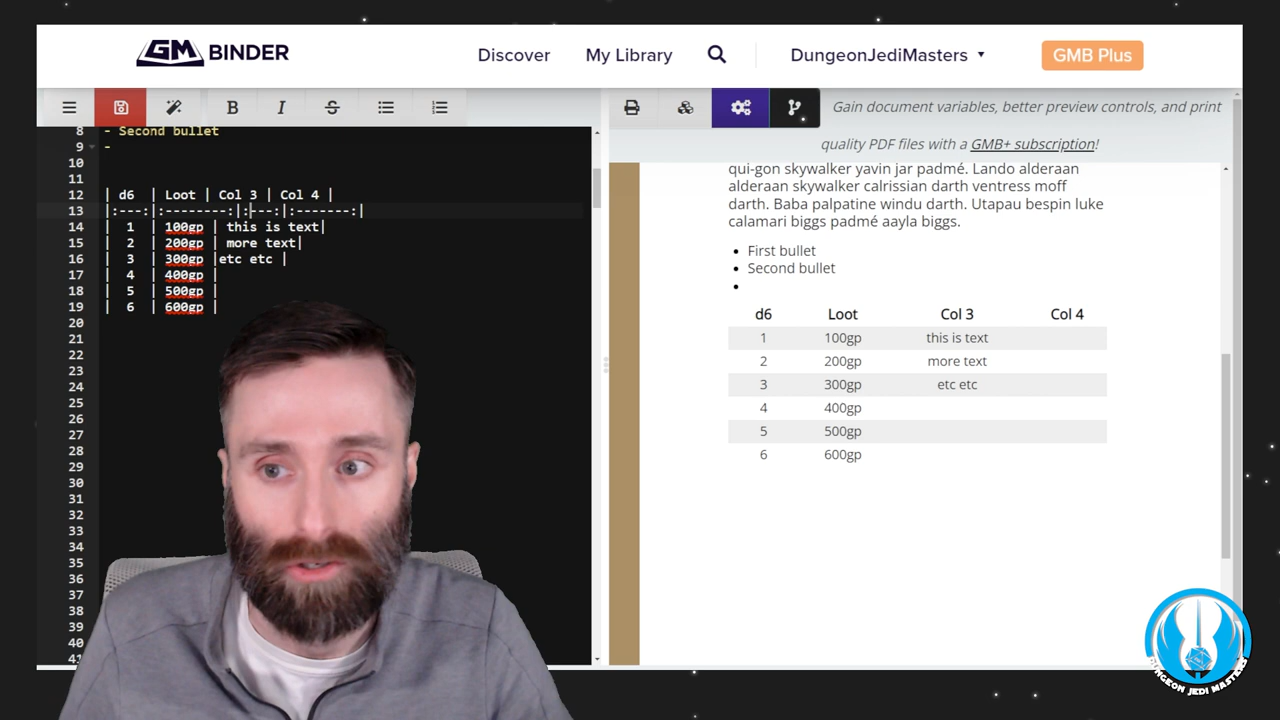 GM BINDER
Discover
My Library
DungeonJediMasters
GMB Plus
B
I
S
Gain document variables, better preview controls, and print
quality PDF files with a GMB+ subscription!
8 - Second bullet
9 -
10
11
12 | d6 | Loot | Col 3 | Col 4 |
13 |:---:|:--------:|:---:|:-------:|
14 | 1 | 100gp | this is text|
15 | 2 | 200gp | more text|
16 | 3 | 300gp |etc etc |
17 | 4 | 400gp |
18 | 5 | 500gp |
19 | 6 | 600gp |
20
21
22
23
24
25
26
27
28
29
30
31
32
33
34
35
36
37
38
39
40
41
qui-gon skywalker yavin jar padmé. Lando alderaan
alderaan skywalker calrissian darth ventress moff
darth. Baba palpatine windu darth. Utapau bespin luke
calamari biggs padmé aayla biggs.
• First bullet
• Second bullet
•
d6 Loot Col 3 Col 4
1 100gp this is text
2 200gp more text
3 300gp etc etc
4 400gp
5 500gp
6 600gp
DUNGEON JEDI MASTERS